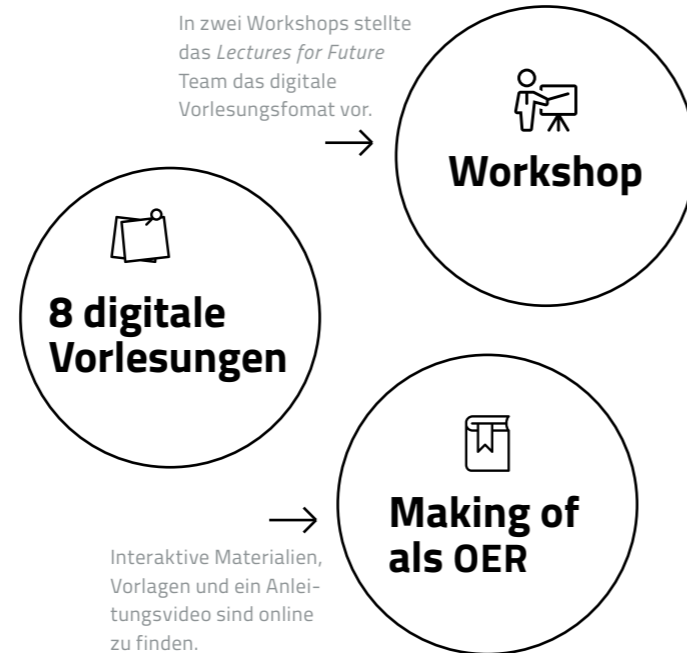 In zwei Workshops stellte
das Lectures for Future
Team das digitale
Vorlesungsfomat vor.
Workshop
8 digitale
Vorlesungen
Making of
als OER
Interaktive Materialien,
Vorlagen und ein Anlei-
tungsvideo sind online
zu finden.